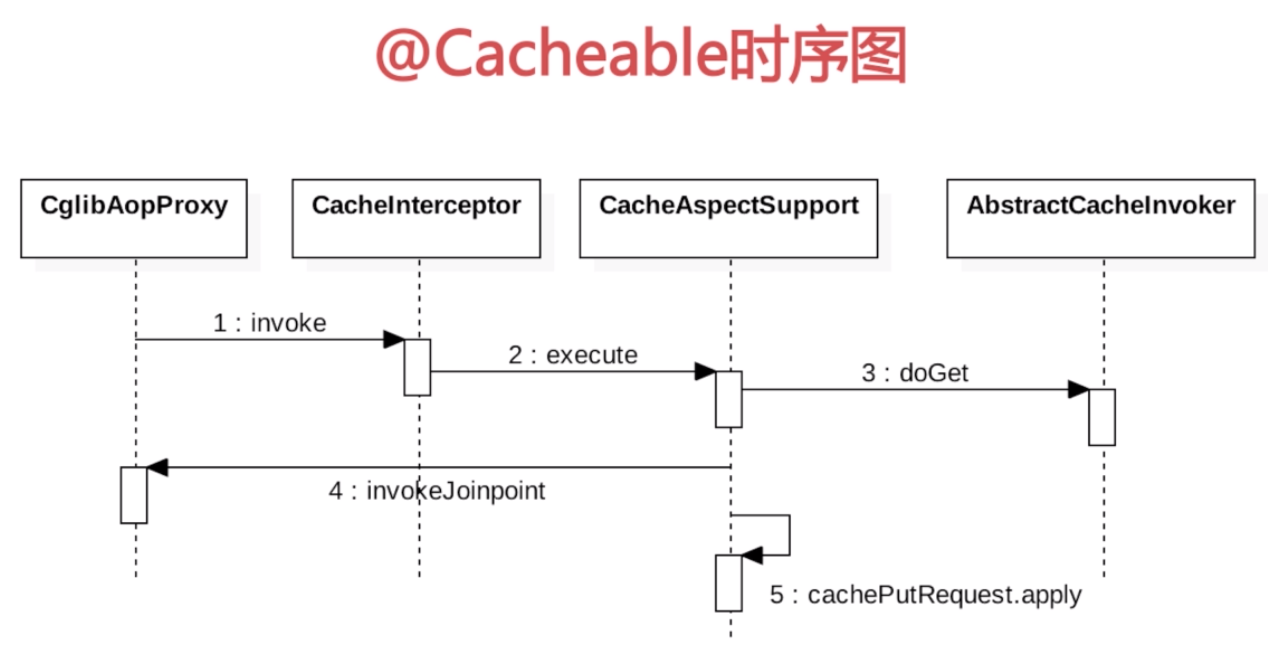 @Cacheable时序图
CglibAopProxy
CacheInterceptor
CacheAspectSupport
AbstractCacheInvoker
1 : invoke
2 : execute
3 : doGet
4 : invokeJoinpoint
5 : cachePutRequest.apply